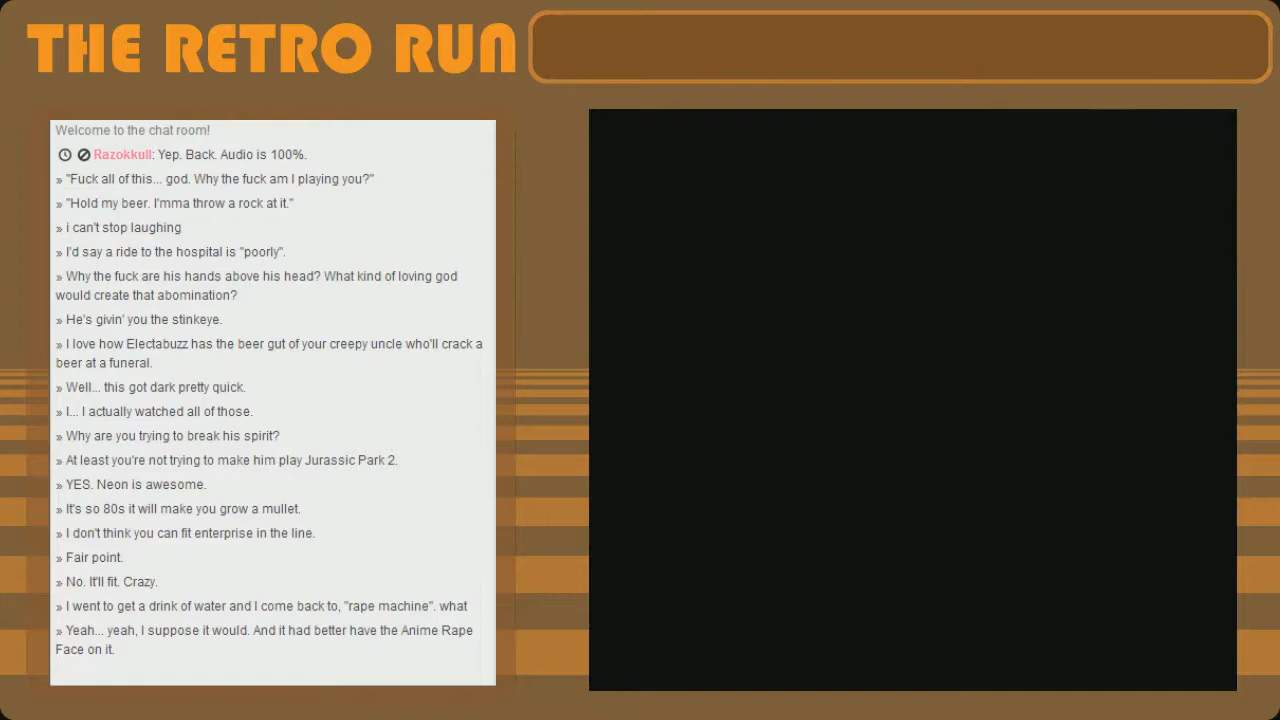 THE RETRO RUN
Welcome to the chat room!
Razokkull: Yep. Back. Audio is 100%.
» "Fuck all of this... god. Why the fuck am I playing you?"
» "Hold my beer. I'mma throw a rock at it."
» i can't stop laughing
» I'd say a ride to the hospital is "poorly".
» Why the fuck are his hands above his head? What kind of loving god
would create that abomination?
» He's givin' you the stinkeye.
» I love how Electabuzz has the beer gut of your creepy uncle who'll crack a
beer at a funeral.
» Well... this got dark pretty quick.
» I... I actually watched all of those.
» Why are you trying to break his spirit?
» At least you're not trying to make him play Jurassic Park 2.
» YES. Neon is awesome.
» It's so 80s it will make you grow a mullet.
» I don't think you can fit enterprise in the line.
» Fair point.
» No. It'll fit. Crazy.
» I went to get a drink of water and I come back to, "rape machine". what
» Yeah... yeah, I suppose it would. And it had better have the Anime Rape
Face on it.